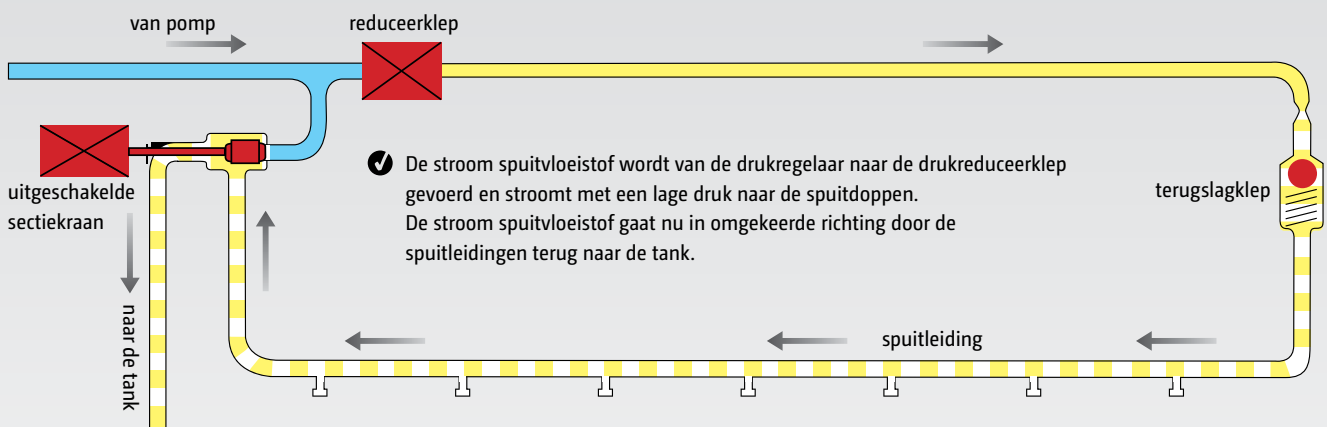 van pomp
reduceerklep
uitgeschakelde
sectiekraan
De stroom spuitvloeistof wordt van de drukregelaar naar de drukreduceerklep
gevoerd en stroomt met een lage druk naar de spuitdoppen.
De stroom spuitvloeistof gaat nu in omgekeerde richting door de
spuitleidingen terug naar de tank.
terugslagklep
naar de tank
spuitleiding